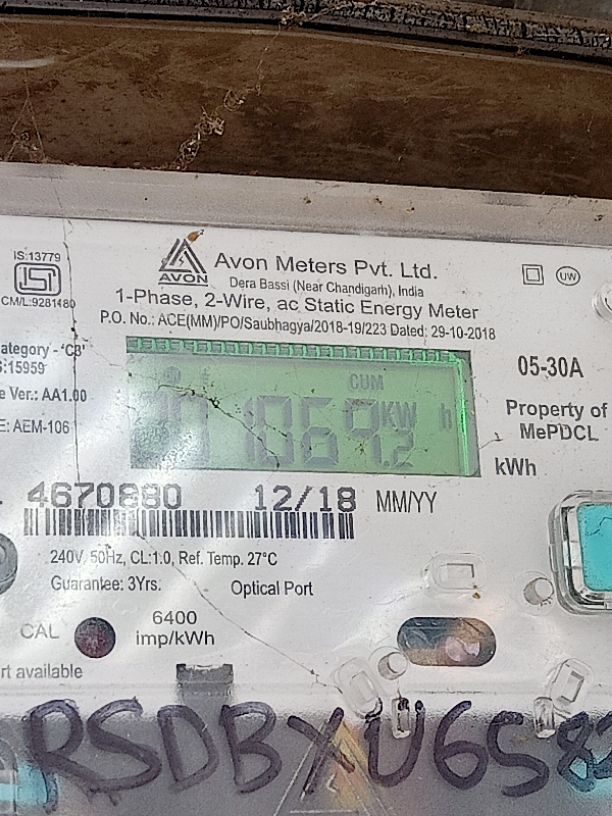 IS:13779
CM/L:9281480
AVON
Avon Meters Pvt. Ltd.
Dera Bassi (Near Chandigarh), India
UW
1-Phase, 2-Wire, ac Static Energy Meter
P.O. No.: ACE(MM)/PO/Saubhagya/2018-19/223 Dated: 29-10-2018
ategory - 'C3'
:15959
e Ver.: AA1.00
E: AEM-106
CUM
KW h
05-30A
Property of
MePDCL
kWh
4670880 12/18 MM/YY
240V, 50Hz, CL:1.0, Ref. Temp. 27°C
Guarantee: 3Yrs. Optical Port
CAL
6400
imp/kWh
rt available
RSDBXU658